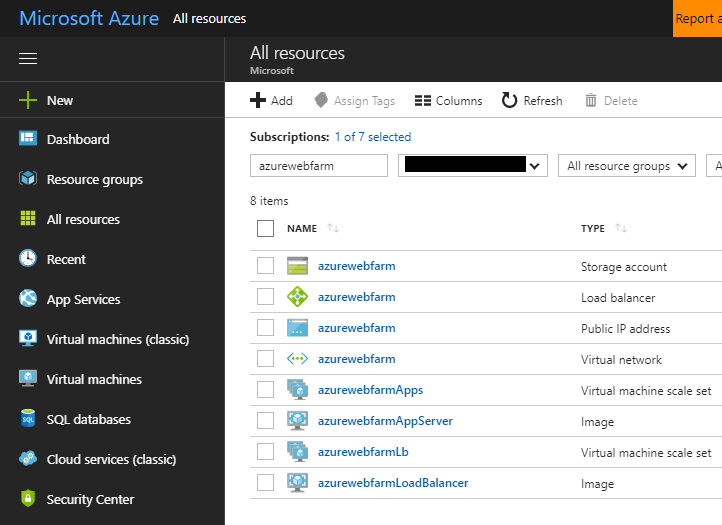 Microsoft Azure All resources
Report a
All resources
Microsoft
New
Dashboard
Resource groups
All resources
Recent
App Services
Virtual machines (classic)
Virtual machines
SQL databases
Cloud services (classic)
Security Center
Add Assign Tags Columns Refresh Delete
Subscriptions: 1 of 7 selected
azurewebfarm All resource groups A
8 items
NAME TYPE
azurewebfarm Storage account
azurewebfarm Load balancer
azurewebfarm Public IP address
azurewebfarm Virtual network
azurewebfarmApps Virtual machine scale set
azurewebfarmAppServer Image
azurewebfarmLb Virtual machine scale set
azurewebfarmLoadBalancer Image